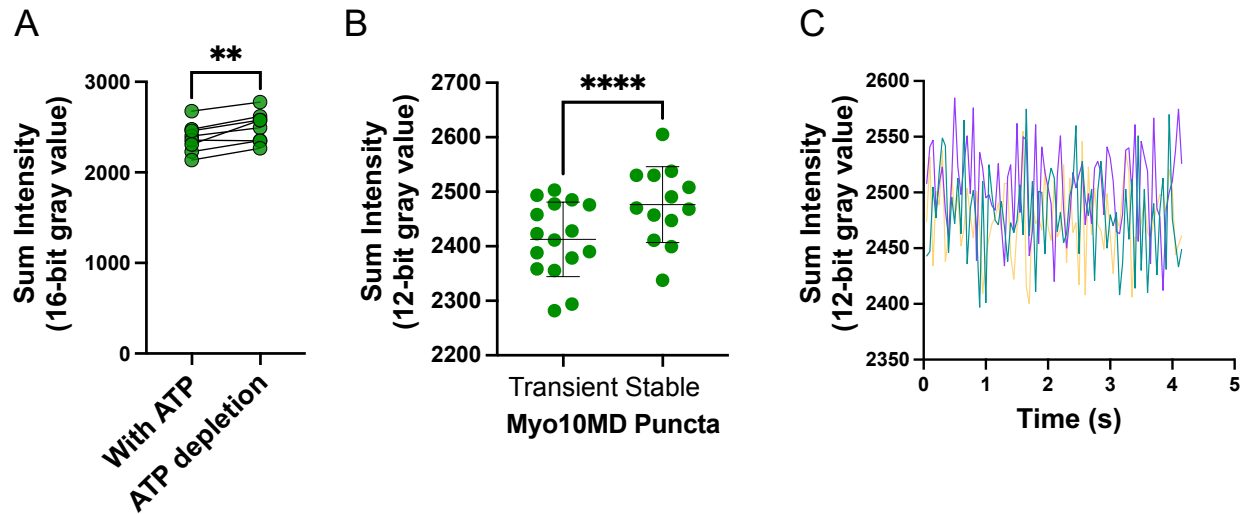 A
Sum Intensity
(16-bit gray value)
3000
2000
1000
0
**
With ATP
ATP depletion
B
Sum Intensity
(12-bit gray value)
2700
2600
2500
2400
2300
2200
****
Transient Stable
Myo10MD Puncta
C
Sum Intensity
(12-bit gray value)
2600
2550
2500
2450
2400
2350
0 1 2 3 4 5
Time (s)